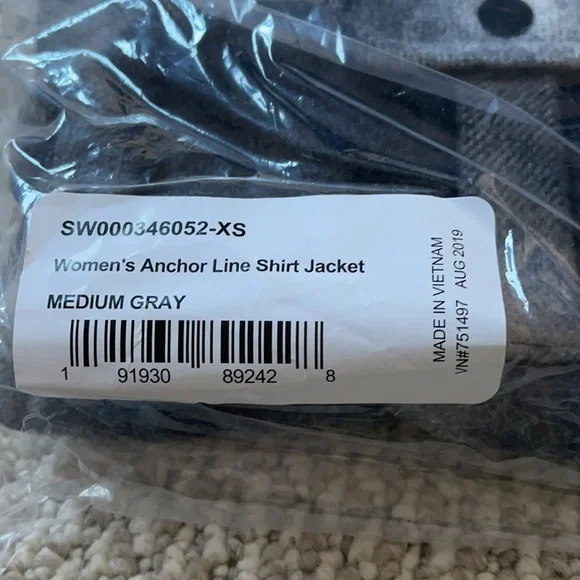 SW000346052-XS
Women's Anchor Line Shirt Jacket
MEDIUM GRAY
1 91930 89242 8
MADE IN VIETNAM
VN#751497 AUG 2019